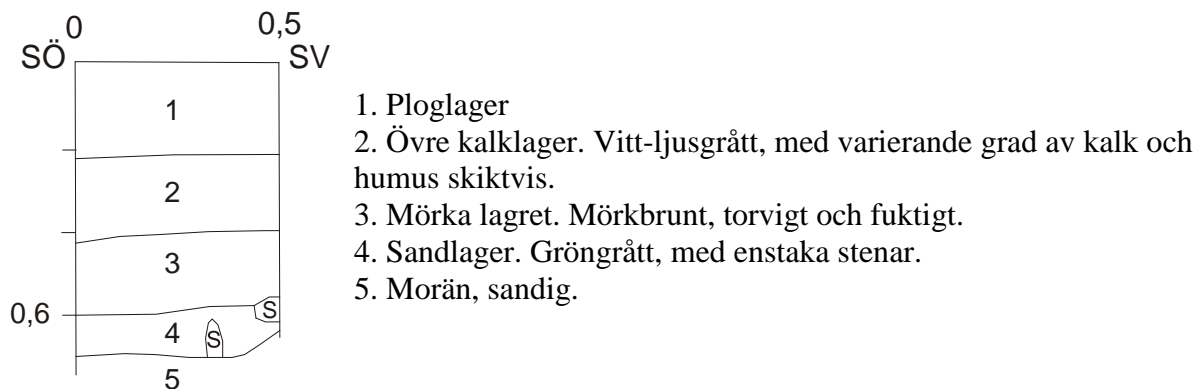 0 0,5
SÖ SV
1
2
3
S
0,6
4 S
5
1. Ploglager
2. Övre kalklager. Vitt-ljusgrått, med varierande grad av kalk och
humus skiktvis.
3. Mörka lagret. Mörkbrunt, torvigt och fuktigt.
4. Sandlager. Gröngrått, med enstaka stenar.
5. Morän, sandig.